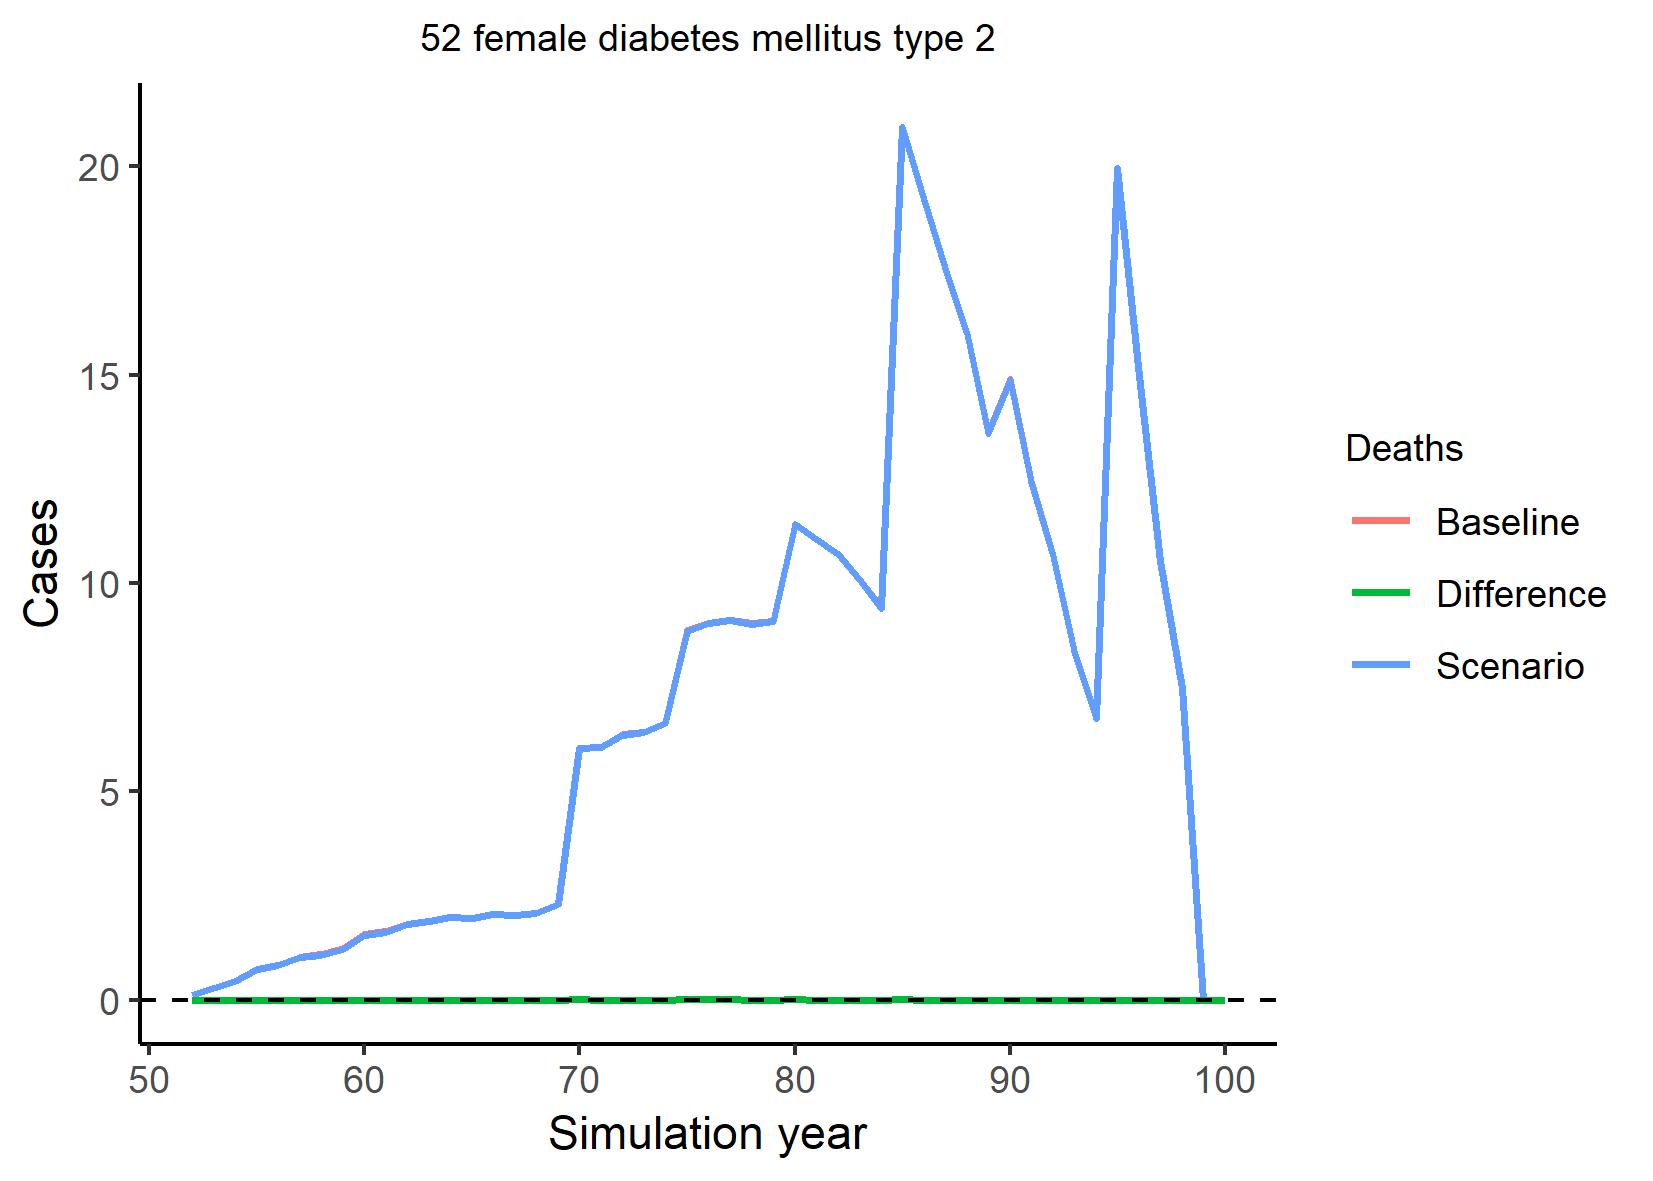 52 female diabetes mellitus type 2
20
15
10
5
0
Cases
50 60 70 80 90 100
Simulation year
Deaths
Baseline
Difference
Scenario